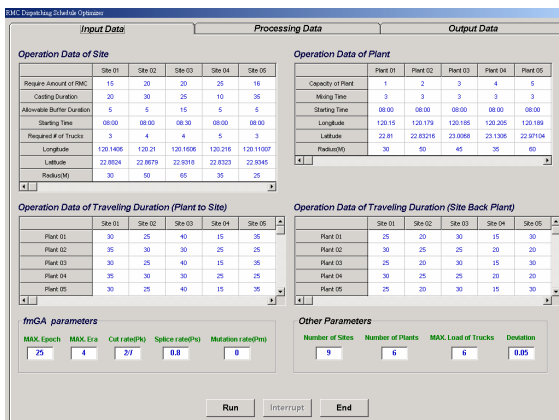 RMC Dispatching Schedule Optimizer
Input Data Processing Data Output Data
Operation Data of Site
Site 01 Site 02 Site 03 Site 04 Site 05
Require Amount of RMC 15 20 20 25 16
Casting Duration 20 30 25 10 35
Allowable Buffer Duration 5 5 15 5 5
Starting Time 08:00 08:00 08:30 08:00 08:00
Required # of Trucks 3 4 4 5 3
Longitude 120.1406 120.21 120.1606 120.216 120.11007
Latitude 22.8824 22.8679 22.9318 22.8323 22.9345
Radius(M) 30 50 65 35 25
Operation Data of Plant
Plant 01 Plant 02 Plant 03 Plant 04 Plant 05
Capacity of Plant 1 2 3 4 5
Mixing Time 3 3 3 3 3
Starting Time 08:00 08:00 08:00 08:00 08:00
Longitude 120.15 120.179 120.185 120.205 120.189
Latitude 22.81 22.83216 23.0068 23.1306 22.97104
Radius(M) 30 50 45 35 60
Operation Data of Traveling Duration (Plant to Site)
Site 01 Site 02 Site 03 Site 04 Site 05
Plant 01 30 25 40 15 35
Plant 02 35 30 30 25 25
Plant 03 30 25 40 15 35
Plant 04 35 30 30 25 25
Plant 05 30 25 40 15 35
Operation Data of Traveling Duration (Site Back Plant)
Site 01 Site 02 Site 03 Site 04 Site 05
Plant 01 25 20 20 15 30
Plant 02 30 25 25 20 20
Plant 03 25 20 20 15 30
Plant 04 30 25 25 20 20
Plant 05 25 20 20 15 30
fmGA parameters
MAX. Epoch MAX. Era Cut rate(Pk) Splice rate(Ps) Mutation rate(Pm)
25 4 2/l 0.8 0
Other Parameters
Number of Sites Number of Plants MAX. Load of Trucks Deviation
9 6 6 0.05
Run Interrupt End